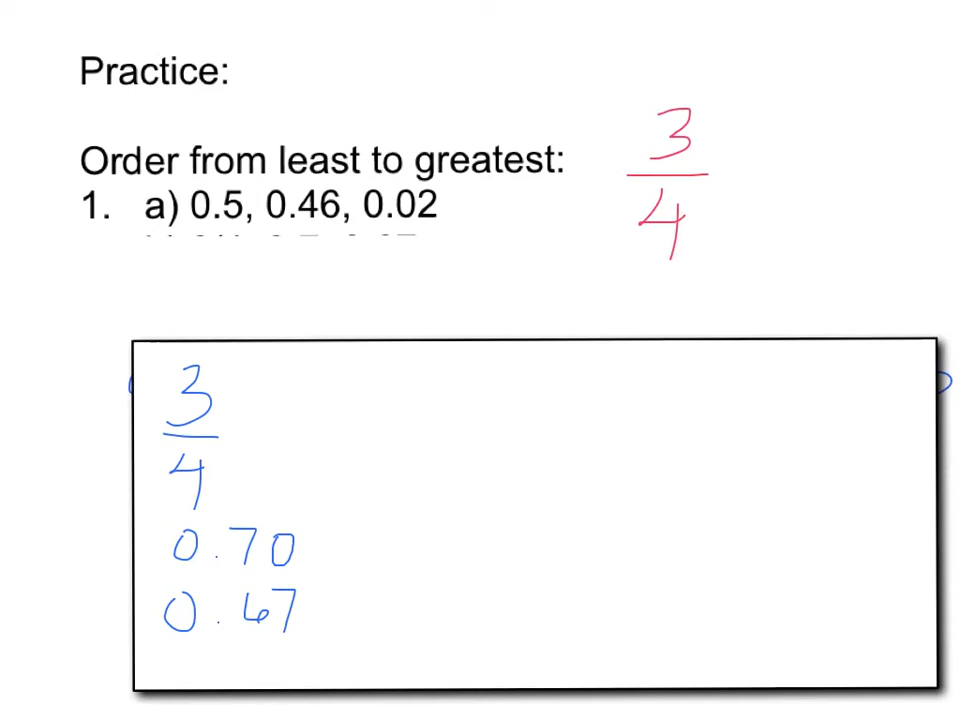 Practice:
Order from least to greatest:
1. a) 0.5, 0.46, 0.02
3
4
3
4
0.70
0.67